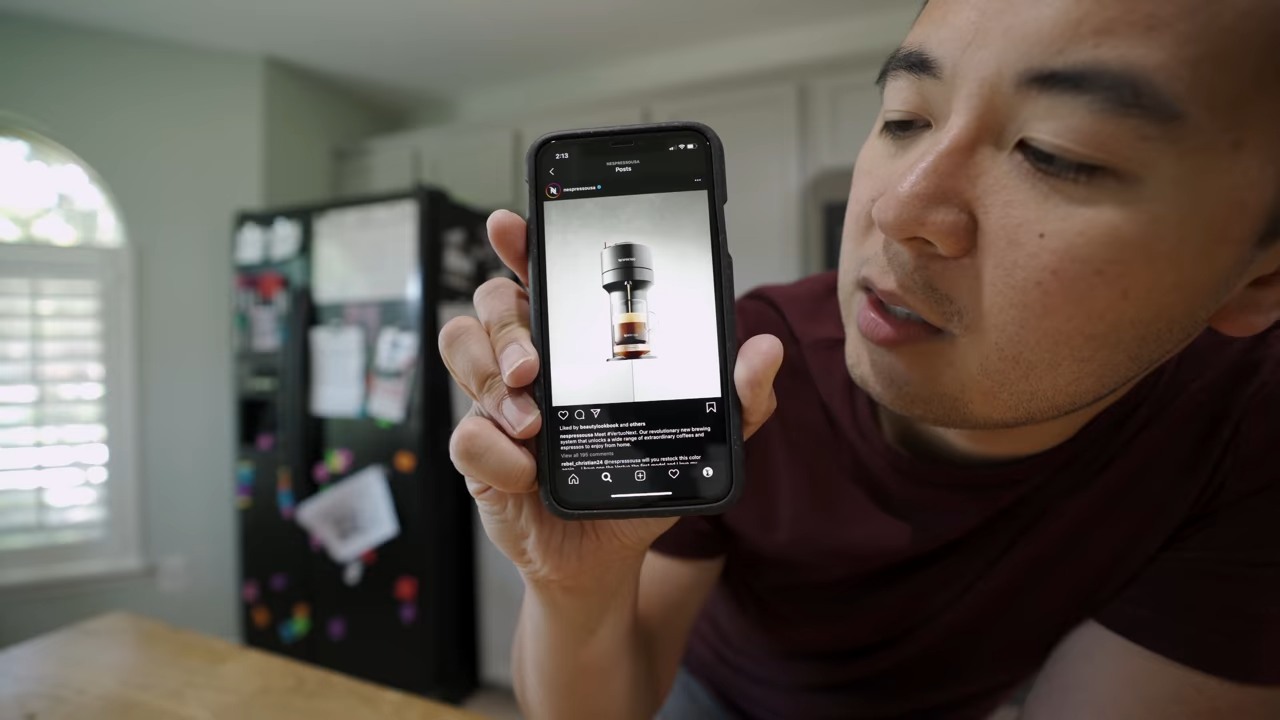 2:13
NESPRESSOUSA
Posts
nespressousa
Liked by beautylookbook and others
nespressousa Meet #VertuoNext. Our revolutionary new brewing
system that unlocks a wide range of extraordinary coffees and
espressos to enjoy from home.
View all 195 comments
rebel_christian24 @nespressousa will you restock this color